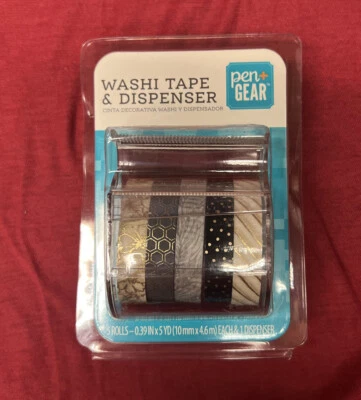 WASHI TAPE
& DISPENSER
CINTA DECORATIVA WASHI Y DISPENSADOR
pen+
GEAR
5 ROLLS – 0.39 IN x 5 YD (10 mm x 4.6 m) EACH & 1 DISPENSER